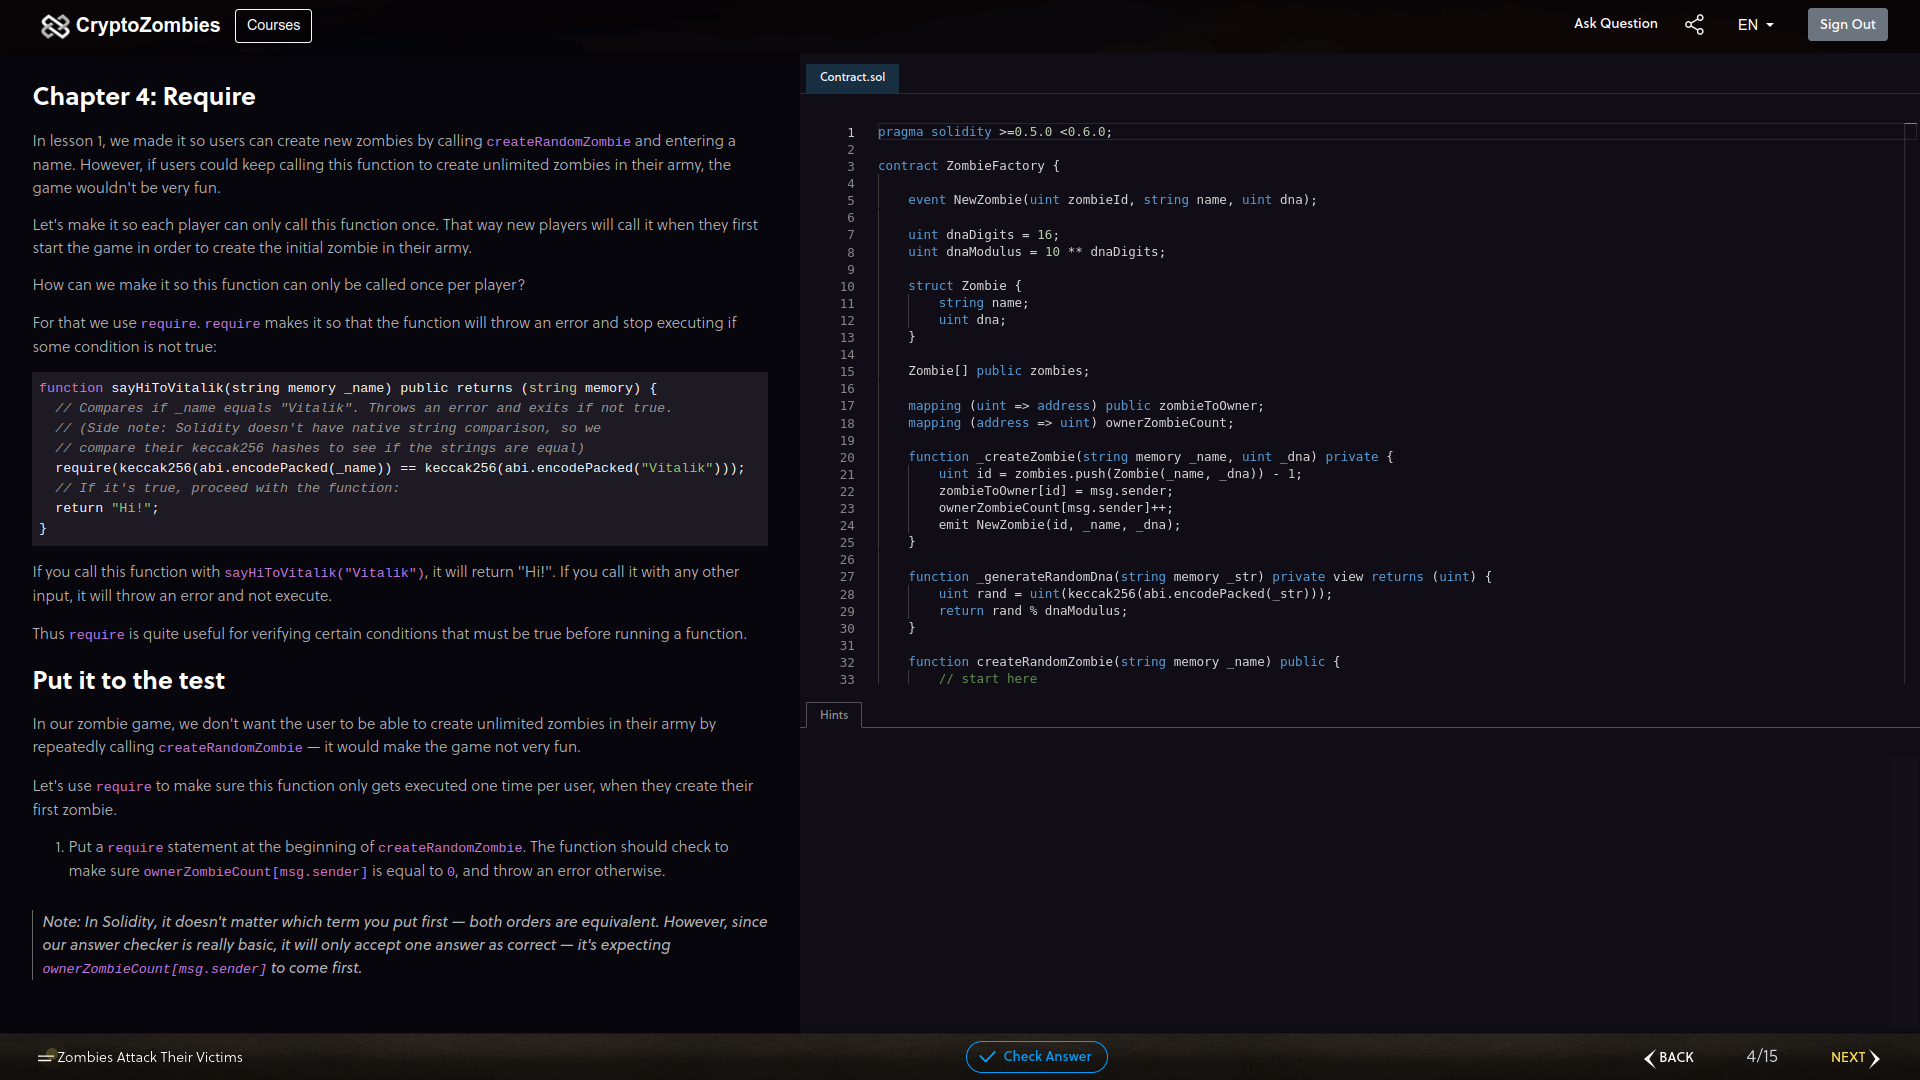 CryptoZombies
Courses
Ask Question
EN
Sign Out
Chapter 4: Require
In lesson 1, we made it so users can create new zombies by calling createRandomZombie and entering a
name. However, if users could keep calling this function to create unlimited zombies in their army, the
game wouldn't be very fun.
Let's make it so each player can only call this function once. That way new players will call it when they first
start the game in order to create the initial zombie in their army.
How can we make it so this function can only be called once per player?
For that we use require. require makes it so that the function will throw an error and stop executing if
some condition is not true:
function sayHiToVitalik(string memory _name) public returns (string memory) {
  // Compares if _name equals "Vitalik". Throws an error and exits if not true.
  // (Side note: Solidity doesn't have native string comparison, so we
  // compare their keccak256 hashes to see if the strings are equal)
  require(keccak256(abi.encodePacked(_name)) == keccak256(abi.encodePacked("Vitalik")));
  // If it's true, proceed with the function:
  return "Hi!";
}
If you call this function with sayHiToVitalik("Vitalik"), it will return "Hi!". If you call it with any other
input, it will throw an error and not execute.
Thus require is quite useful for verifying certain conditions that must be true before running a function.
Put it to the test
In our zombie game, we don't want the user to be able to create unlimited zombies in their army by
repeatedly calling createRandomZombie — it would make the game not very fun.
Let's use require to make sure this function only gets executed one time per user, when they create their
first zombie.
1. Put a require statement at the beginning of createRandomZombie. The function should check to
make sure ownerZombieCount[msg.sender] is equal to 0, and throw an error otherwise.
Note: In Solidity, it doesn't matter which term you put first — both orders are equivalent. However, since
our answer checker is really basic, it will only accept one answer as correct — it's expecting
ownerZombieCount[msg.sender] to come first.
Contract.sol
1 pragma solidity >=0.5.0 <0.6.0;
2
3 contract ZombieFactory {
4
5     event NewZombie(uint zombieId, string name, uint dna);
6
7     uint dnaDigits = 16;
8     uint dnaModulus = 10 ** dnaDigits;
9
10     struct Zombie {
11         string name;
12         uint dna;
13     }
14
15     Zombie[] public zombies;
16
17     mapping (uint => address) public zombieToOwner;
18     mapping (address => uint) ownerZombieCount;
19
20     function _createZombie(string memory _name, uint _dna) private {
21         uint id = zombies.push(Zombie(_name, _dna)) - 1;
22         zombieToOwner[id] = msg.sender;
23         ownerZombieCount[msg.sender]++;
24         emit NewZombie(id, _name, _dna);
25     }
26
27     function _generateRandomDna(string memory _str) private view returns (uint) {
28         uint rand = uint(keccak256(abi.encodePacked(_str)));
29         return rand % dnaModulus;
30     }
31
32     function createRandomZombie(string memory _name) public {
33         // start here
Hints
Zombies Attack Their Victims
Check Answer
BACK
4/15
NEXT